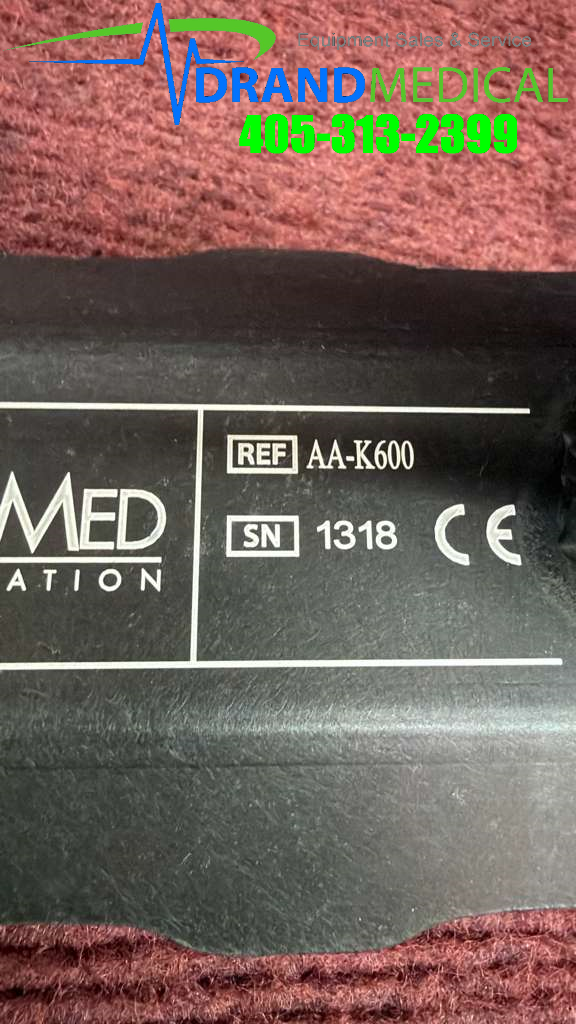 Equipment Sales & Service
DRANDMEDICAL
405-313-2399
REF AA-K600
MED
SN 1318 CE
ATION